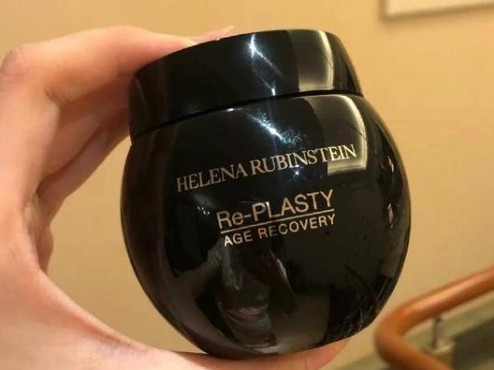 HELENA RUBINSTEIN
Re-PLASTY
AGE RECOVERY